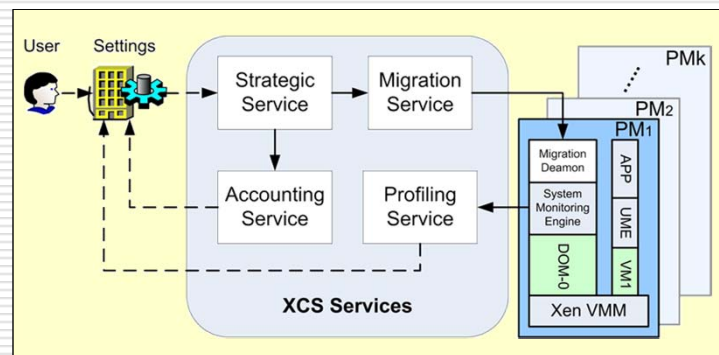 User
Settings
Strategic
Service
Migration
Service
Accounting
Service
Profiling
Service
XCS Services
PMk
PM2
PM1
Migration
Deamon
System
Monitoring
Engine
DOM-0
APP
UME
VM1
Xen VMM